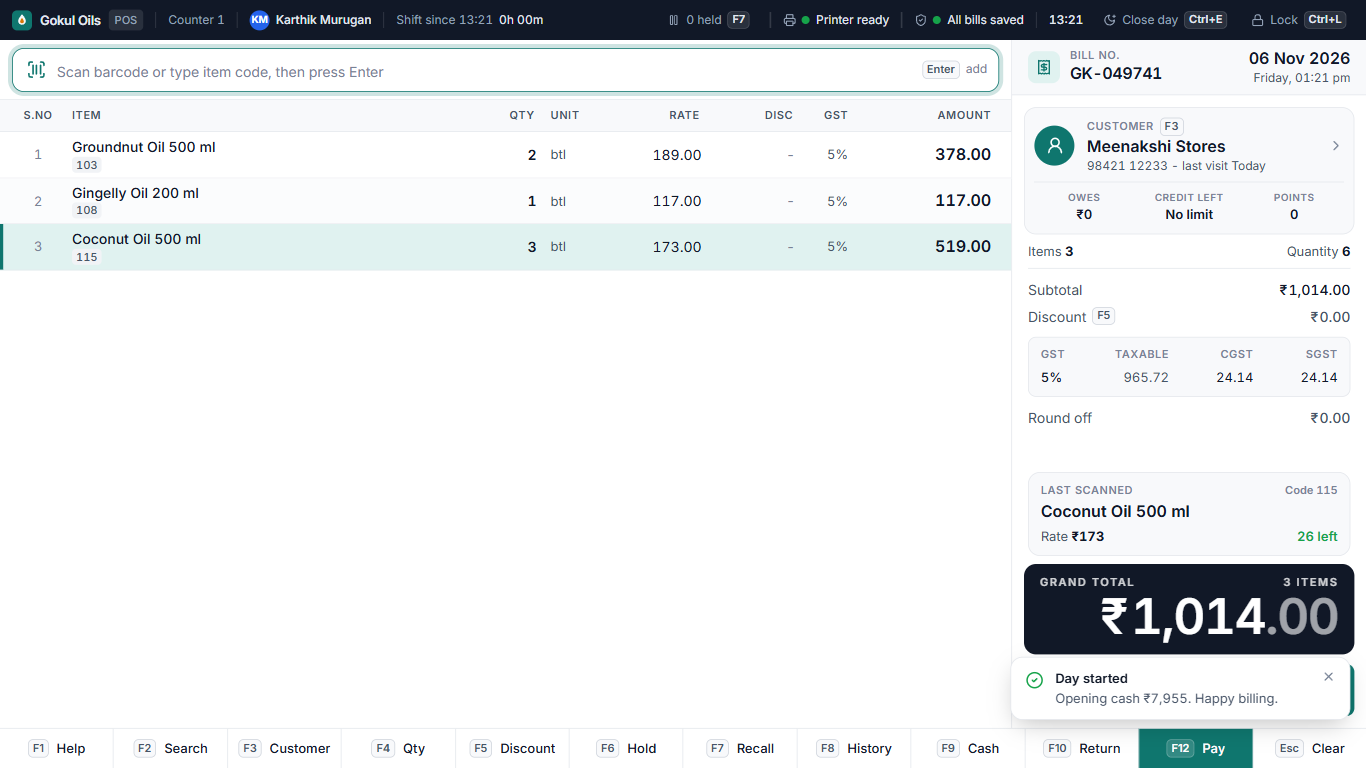 Gokul Oils POS Counter 1 KM Karthik Murugan Shift since 13:21 0h 00m 0 held F7 Printer ready All bills saved 13:21 Close day Ctrl+E Lock Ctrl+L
Scan barcode or type item code, then press Enter Enter add
S.NO ITEM QTY UNIT RATE DISC GST AMOUNT
1 Groundnut Oil 500 ml 2 btl 189.00 - 5% 378.00
103
2 Gingelly Oil 200 ml 1 btl 117.00 - 5% 117.00
108
3 Coconut Oil 500 ml 3 btl 173.00 - 5% 519.00
115
BILL NO. 06 Nov 2026
GK-049741 Friday, 01:21 pm
CUSTOMER F3
Meenakshi Stores
98421 12233 - last visit Today
OWES CREDIT LEFT POINTS
₹0 No limit 0
Items 3 Quantity 6
Subtotal ₹1,014.00
Discount F5 ₹0.00
GST TAXABLE CGST SGST
5% 965.72 24.14 24.14
Round off ₹0.00
LAST SCANNED Code 115
Coconut Oil 500 ml
Rate ₹173 26 left
GRAND TOTAL 3 ITEMS
₹1,014.00
Day started
Opening cash ₹7,955. Happy billing.
F1 Help F2 Search F3 Customer F4 Qty F5 Discount F6 Hold F7 Recall F8 History F9 Cash F10 Return F12 Pay Esc Clear